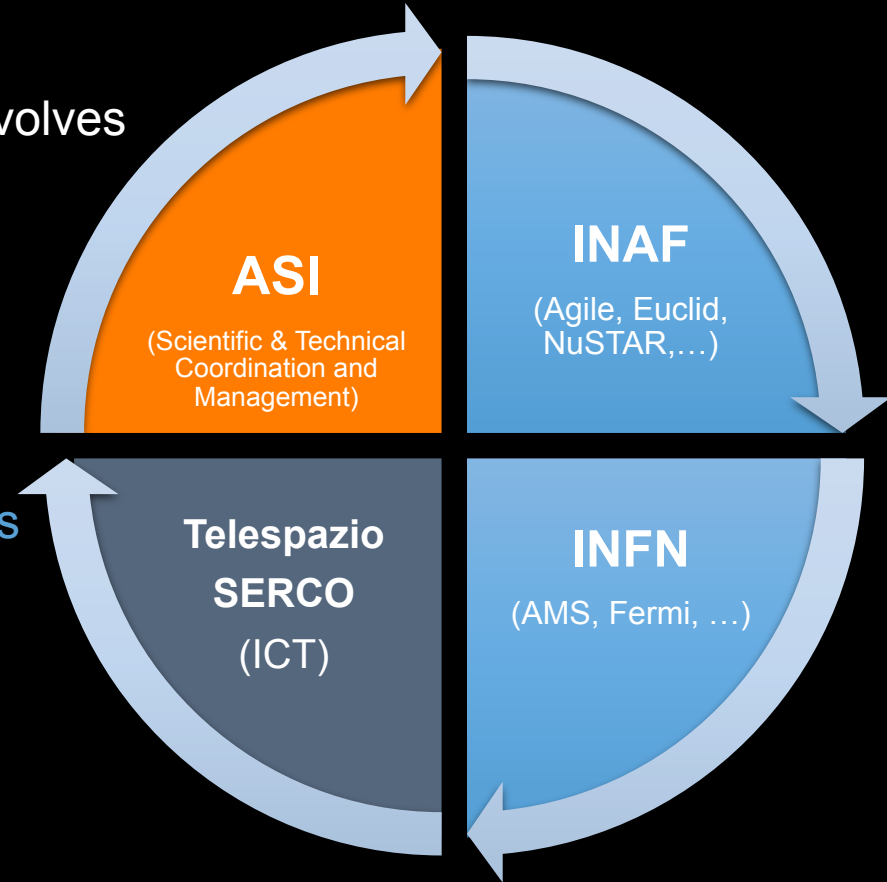 volves
ASI
(Scientific & Technical
Coordination and
Management)
INAF
(Agile, Euclid,
NuSTAR,…)
s
Telespazio
SERCO
(ICT)
INFN
(AMS, Fermi, …)